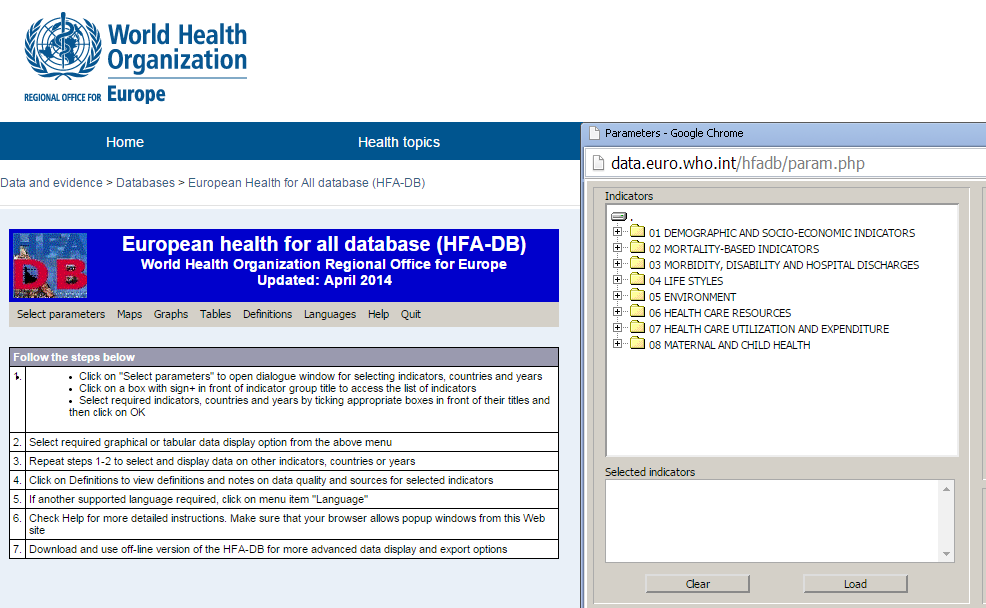 World Health
Organization
REGIONAL OFFICE FOR Europe
Home
Health topics
Data and evidence > Databases > European Health for All database (HFA-DB)
HFA
DB
European health for all database (HFA-DB)
World Health Organization Regional Office for Europe
Updated: April 2014
Select parameters Maps Graphs Tables Definitions Languages Help Quit
Follow the steps below
1.
• Click on "Select parameters" to open dialogue window for selecting indicators, countries and years
• Click on a box with sign+ in front of indicator group title to access the list of indicators
• Select required indicators, countries and years by ticking appropriate boxes in front of their titles and
then click on OK
2. Select required graphical or tabular data display option from the above menu
3. Repeat steps 1-2 to select and display data on other indicators, countries or years
4. Click on Definitions to view definitions and notes on data quality and sources for selected indicators
5. If another supported language required, click on menu item "Language"
6. Check Help for more detailed instructions. Make sure that your browser allows popup windows from this Web
site
7. Download and use off-line version of the HFA-DB for more advanced data display and export options
Parameters - Google Chrome
data.euro.who.int/hfadb/param.php
Indicators
.
01 DEMOGRAPHIC AND SOCIO-ECONOMIC INDICATORS
02 MORTALITY-BASED INDICATORS
03 MORBIDITY, DISABILITY AND HOSPITAL DISCHARGES
04 LIFE STYLES
05 ENVIRONMENT
06 HEALTH CARE RESOURCES
07 HEALTH CARE UTILIZATION AND EXPENDITURE
08 MATERNAL AND CHILD HEALTH
Selected indicators
Clear
Load